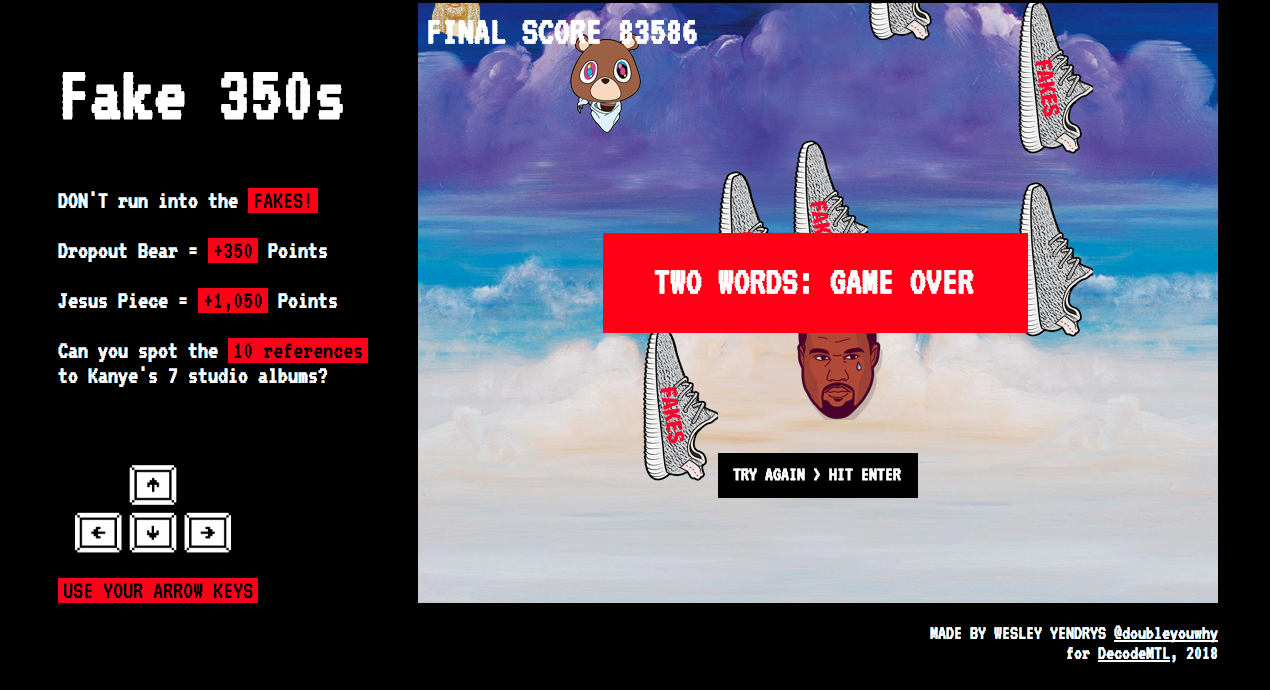 Fake 350s
DON'T run into the FAKES!
Dropout Bear = +350 Points
Jesus Piece = +1,050 Points
Can you spot the 10 references
to Kanye's 7 studio albums?
USE YOUR ARROW KEYS
FINAL SCORE 83586
FAKES
FAK
TWO WORDS: GAME OVER
FAKES
TRY AGAIN > HIT ENTER
MADE BY WESLEY YENDRYS @doubleyouwhy
for DecodeMTL, 2018